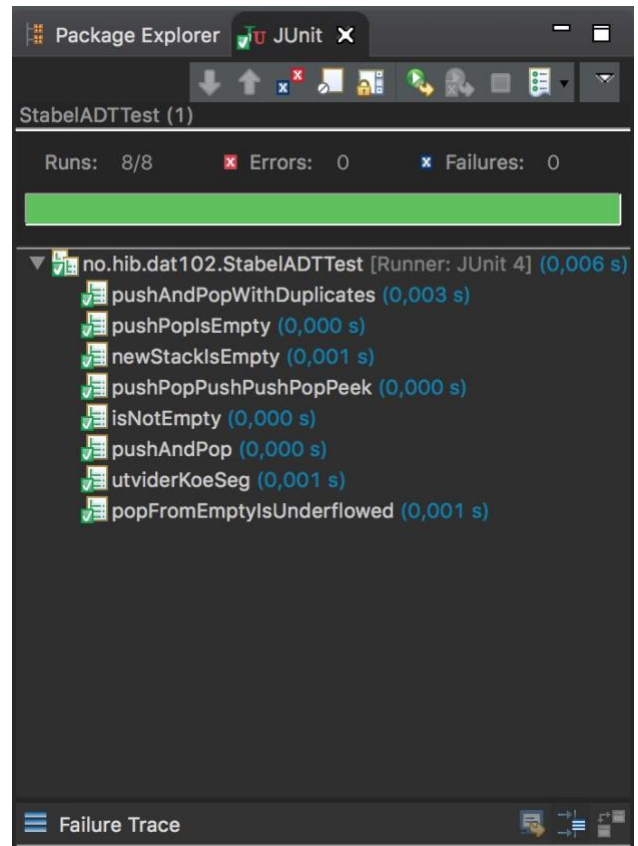 Package Explorer JUnit
StabelADTTest (1)
Runs: 8/8 Errors: 0 Failures: 0
no.hib.dat102.StabelADTTest [Runner: JUnit 4] (0,006 s)
pushAndPopWithDuplicates (0,003 s)
pushPopIsEmpty (0,000 s)
newStackIsEmpty (0,001 s)
pushPopPushPushPopPeek (0,000 s)
isNotEmpty (0,000 s)
pushAndPop (0,000 s)
utviderKoeSeg (0,001 s)
popFromEmptyIsUnderflowed (0,001 s)
Failure Trace